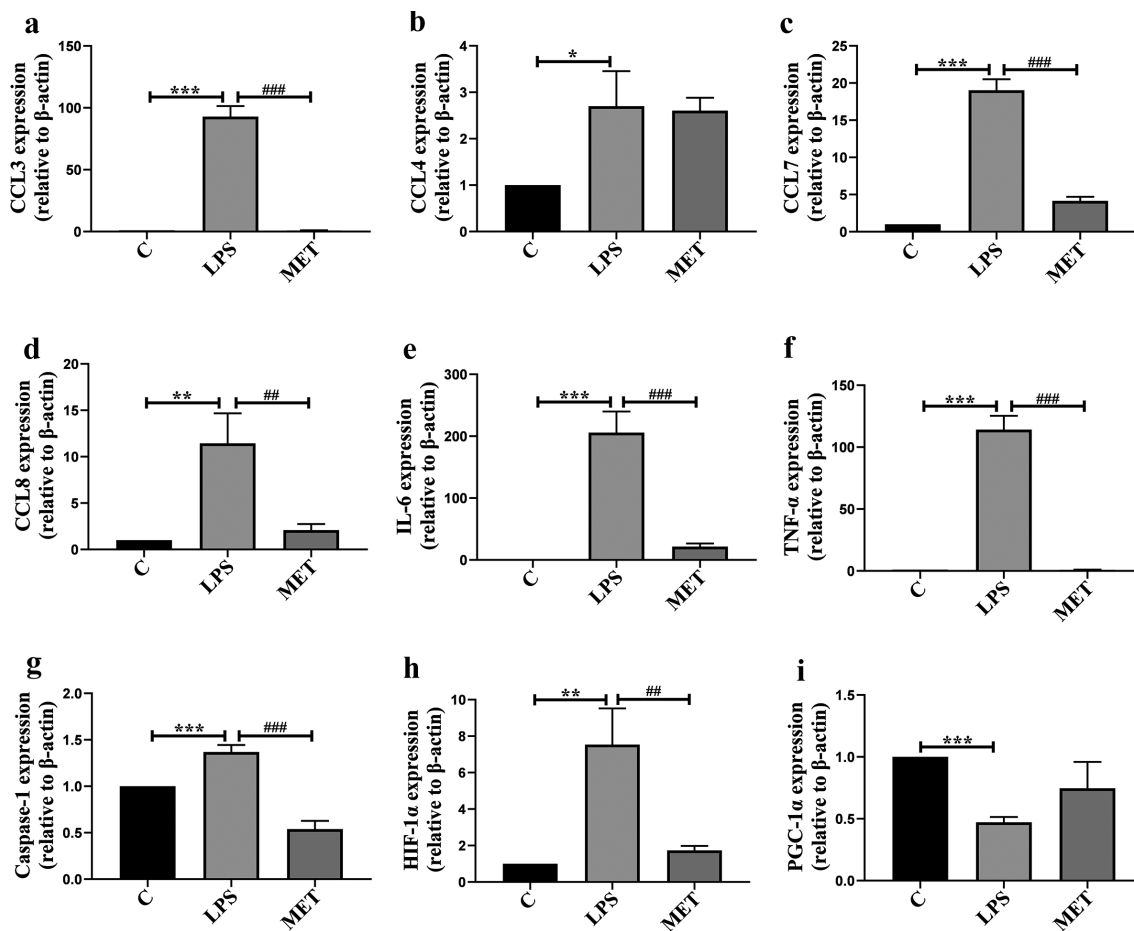 a
CCL3 expression
(relative to β-actin)
150
100
50
0
***
###
C
LPS
MET
b
CCL4 expression
(relative to β-actin)
4
3
2
1
0
*
C
LPS
MET
c
CCL7 expression
(relative to β-actin)
25
20
15
10
5
0
***
###
C
LPS
MET
d
CCL8 expression
(relative to β-actin)
20
15
10
5
0
**
##
C
LPS
MET
e
IL-6 expression
(relative to β-actin)
300
200
100
0
***
###
C
LPS
MET
f
TNF-α expression
(relative to β-actin)
150
100
50
0
***
###
C
LPS
MET
g
Caspase-1 expression
(relative to β-actin)
2.0
1.5
1.0
0.5
0.0
***
###
C
LPS
MET
h
HIF-1α expression
(relative to β-actin)
10
8
6
4
2
0
**
##
C
LPS
MET
i
PGC-1α expression
(relative to β-actin)
1.5
1.0
0.5
0.0
***
C
LPS
MET